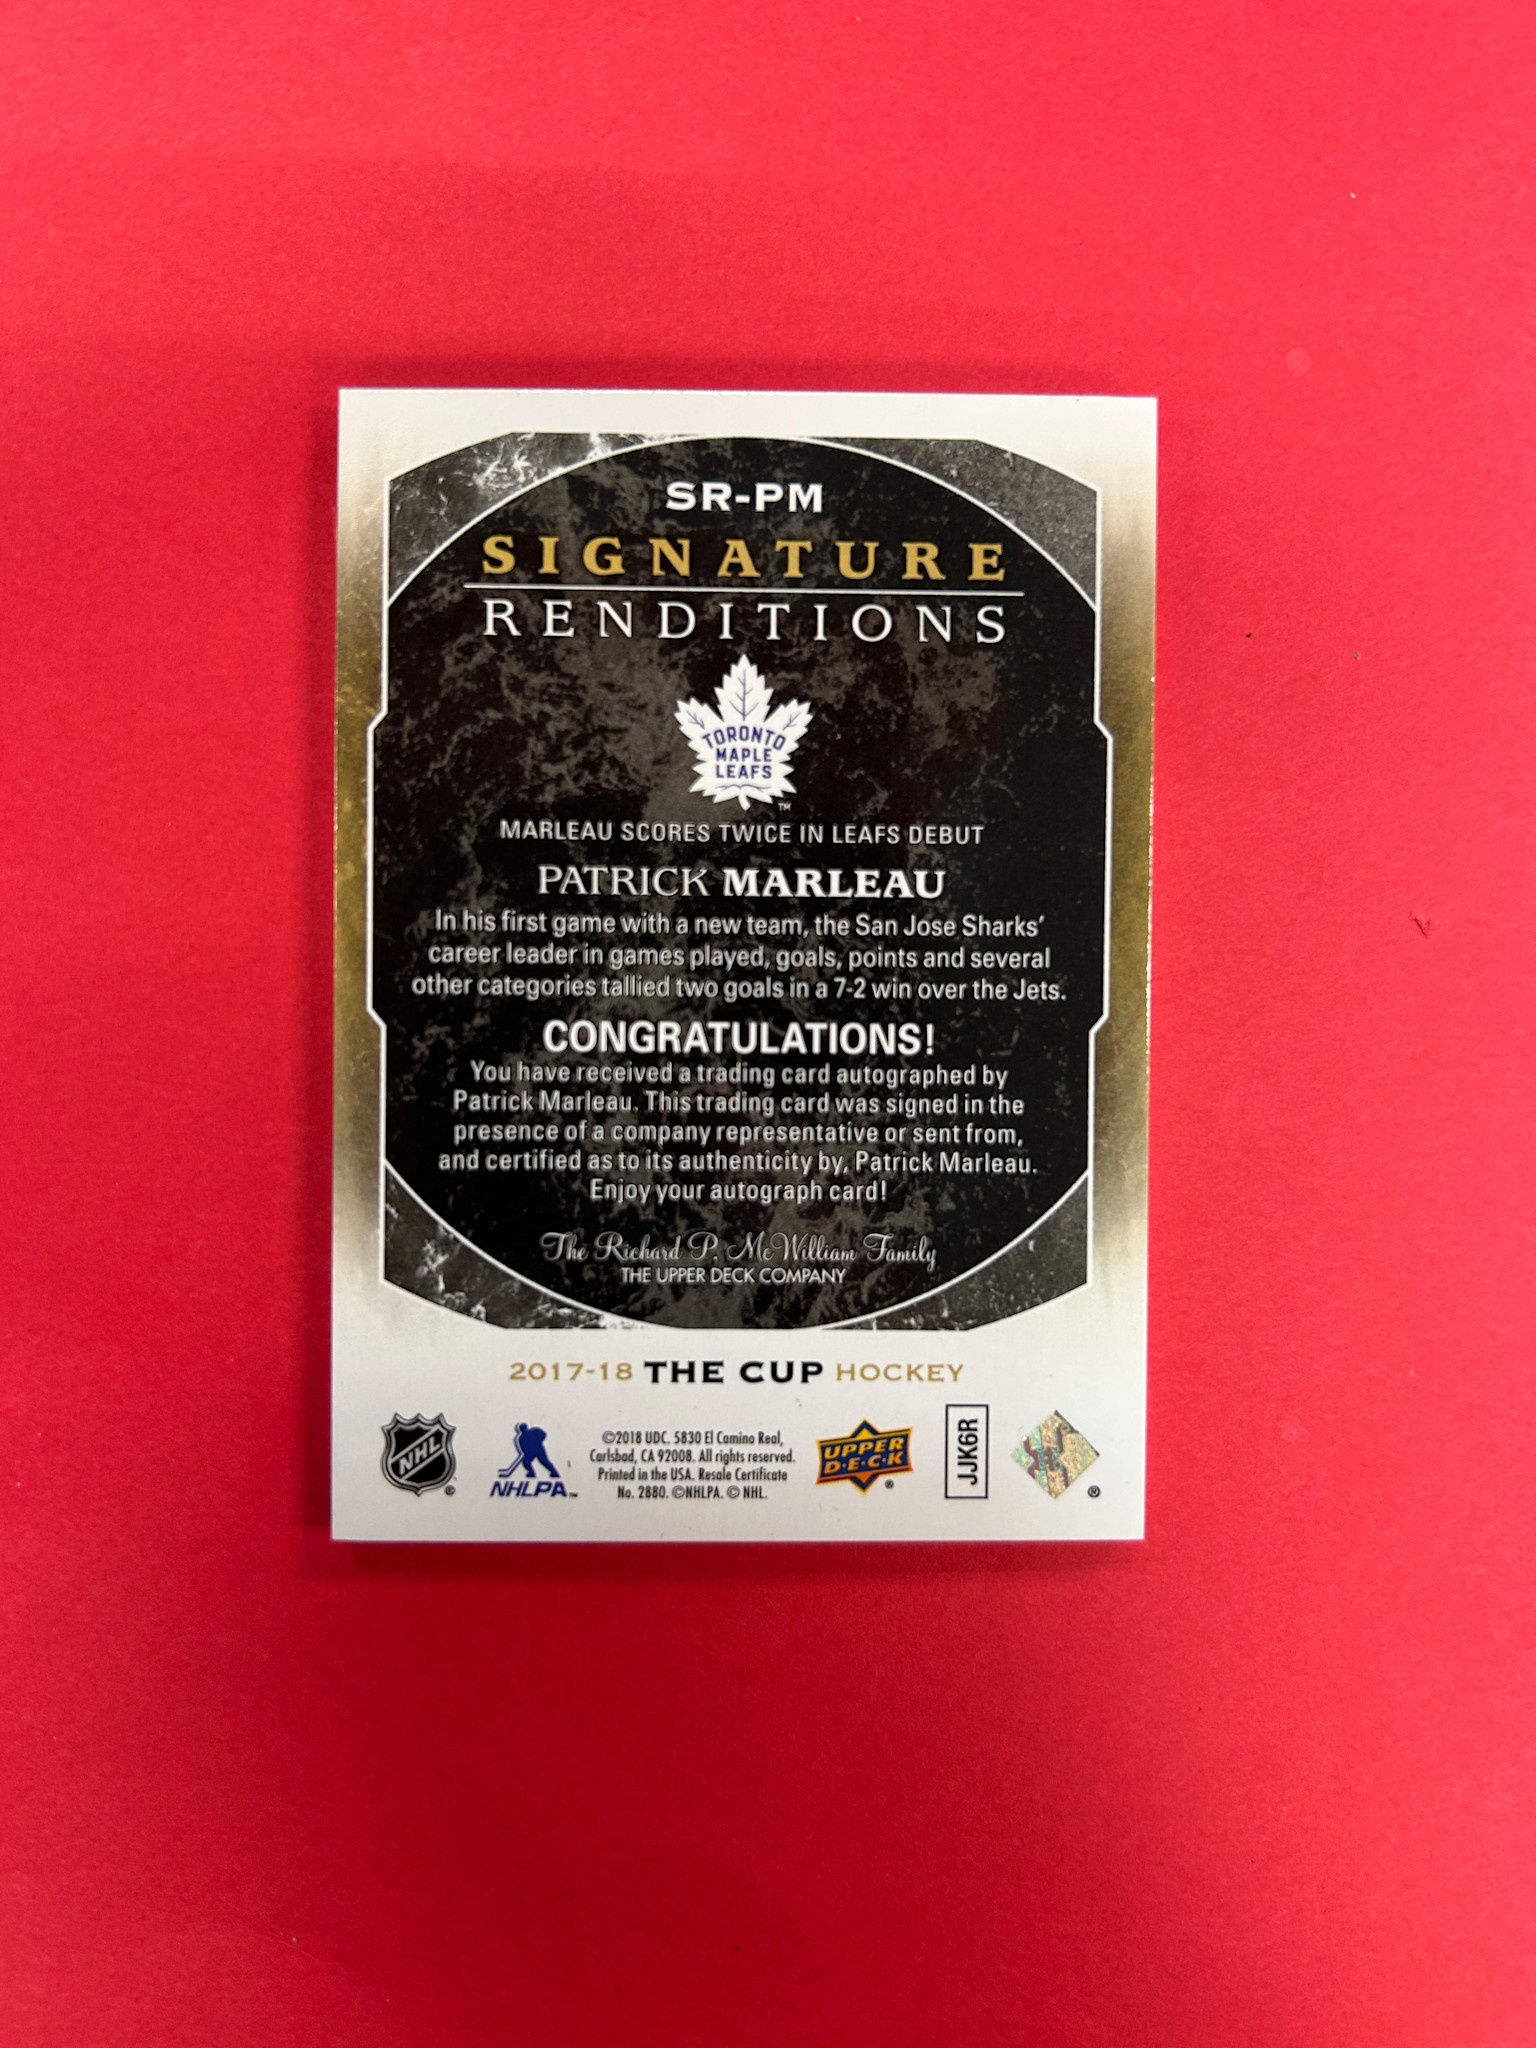 SR-PM
SIGNATURE
RENDITIONS
TORONTO
MAPLE
LEAFS
TM
MARLEAU SCORES TWICE IN LEAFS DEBUT
PATRICK MARLEAU
In his first game with a new team, the San Jose Sharks'
career leader in games played, goals, points and several
other categories tallied two goals in a 7-2 win over the Jets.
CONGRATULATIONS!
You have received a trading card autographed by
Patrick Marleau. This trading card was signed in the
presence of a company representative or sent from,
and certified as to its authenticity by, Patrick Marleau.
Enjoy your autograph card!
The Richard P. McWilliam Family
THE UPPER DECK COMPANY
2017-18 THE CUP HOCKEY
NHL ®
NHLPA™
©2018 UDC. 5830 El Camino Real,
Carlsbad, CA 92008. All rights reserved.
Printed in the USA. Resale Certificate
No. 2880. ©NHLPA. © NHL.
UPPER
D·E·C·K ®
JJK6R
®